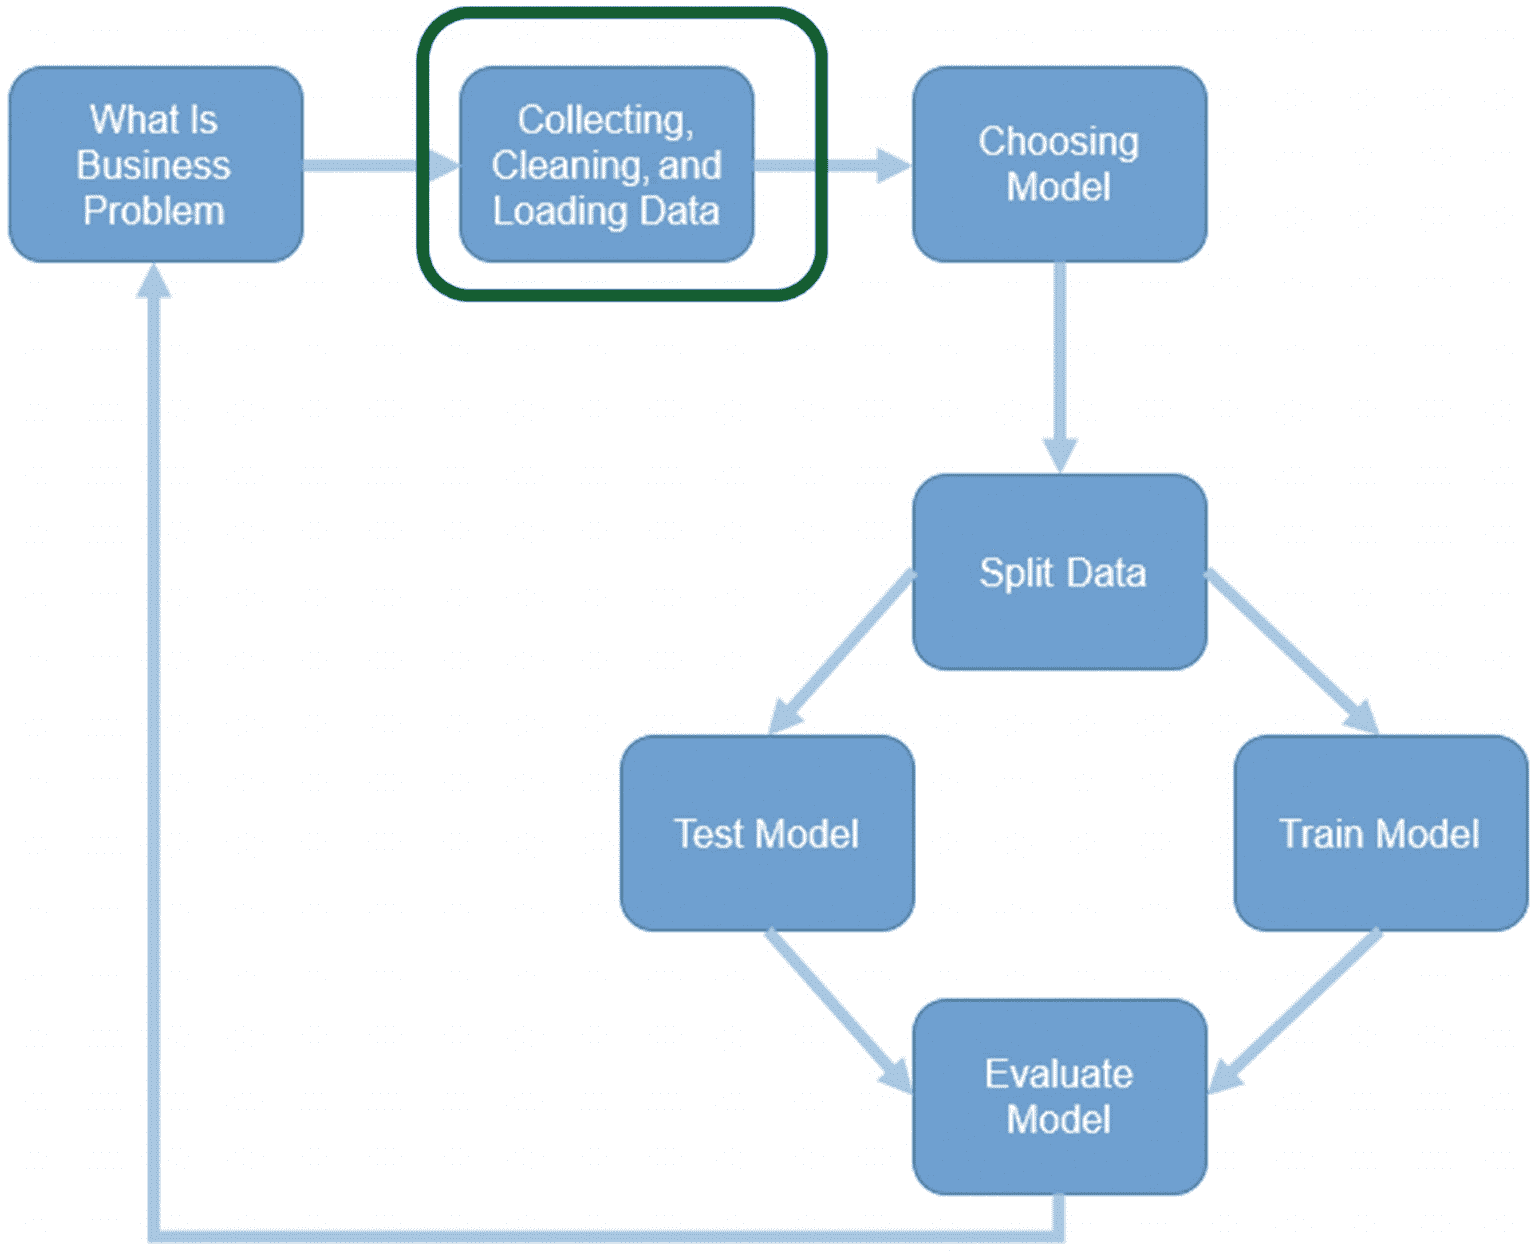 What Is
Business
Problem
Collecting,
Cleaning, and
Loading Data
Choosing
Model
Split Data
Test Model
Train Model
Evaluate
Model